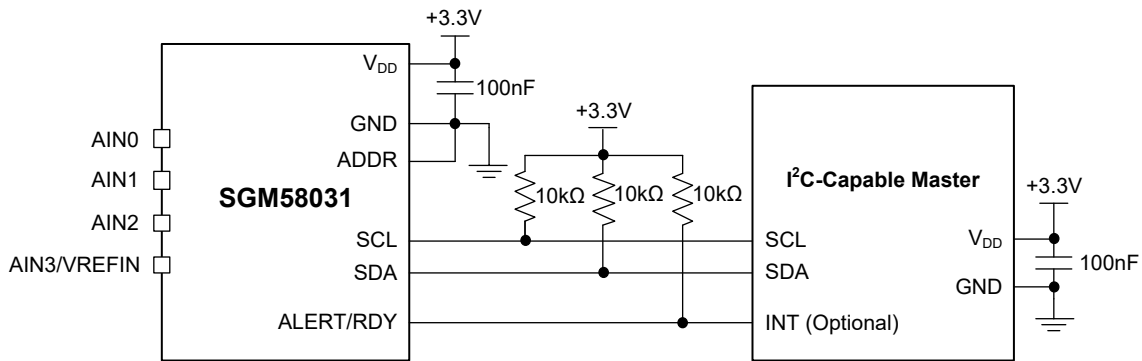 +3.3V
VDD
100nF
GND
ADDR
AIN0
AIN1
AIN2
AIN3/VREFIN
SGM58031
SCL
SDA
ALERT/RDY
+3.3V
10kΩ
10kΩ
10kΩ
I²C-Capable Master
SCL
SDA
INT (Optional)
+3.3V
VDD
100nF
GND